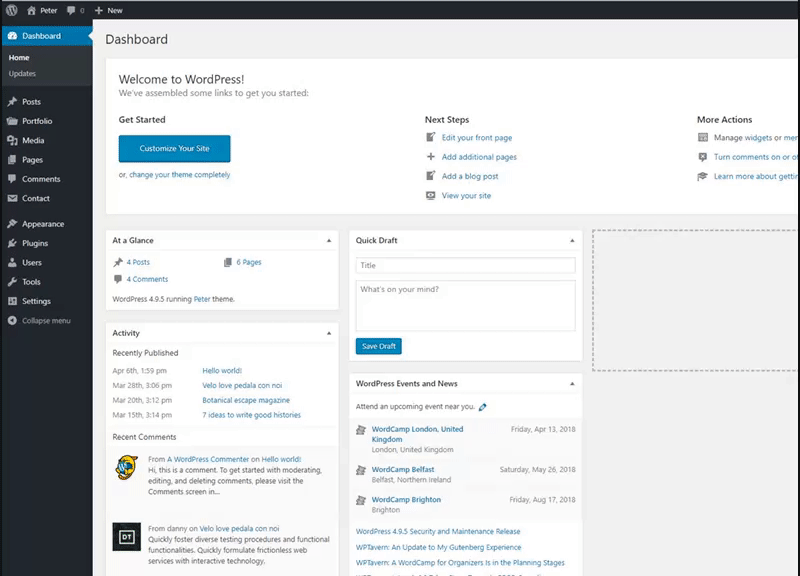 Peter 0 New
Dashboard
Home
Updates
Posts
Portfolio
Media
Pages
Comments
Contact
Appearance
Plugins
Users
Tools
Settings
Collapse menu
Dashboard
Welcome to WordPress!
We've assembled some links to get you started:
Get Started
Customize Your Site
or, change your theme completely
Next Steps
Edit your front page
Add additional pages
Add a blog post
View your site
More Actions
Manage widgets or
Turn comments on or
Learn more about
At a Glance
4 Posts
6 Pages
4 Comments
WordPress 4.9.5 running Peter theme.
Activity
Recently Published
Apr 6th, 1:59 pm Hello world!
Mar 28th, 3:06 pm Velo love pedala con noi
Mar 20th, 3:12 pm Botanical escape magazine
Mar 15th, 3:14 pm 7 ideas to write good histories
Recent Comments
From A WordPress Commenter on Hello world!
Hi, this is a comment. To get started with moderating,
editing, and deleting comments, please visit the
Comments screen in...
DT
From danny on Velo love pedala con noi
Quickly foster diverse testing procedures and functional
functionalities. Quickly formulate frictionless web
services with interactive technology.
Quick Draft
Title
What's on your mind?
Save Draft
WordPress Events and News
Attend an upcoming event near you.
WordCamp London, United
Kingdom
London, United Kingdom
Friday, Apr 13, 2018
WordCamp Belfast
Belfast, Northern Ireland
Saturday, May 26, 2018
WordCamp Brighton
Brighton
Friday, Aug 17, 2018
WordPress 4.9.5 Security and Maintenance Release
WPTavern: An Update to My Gutenberg Experience
WPTavern: A WordCamp for Organizers Is in the Planning Stages